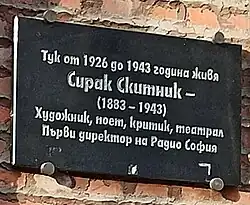 Тук от 1926 до 1943 година живя
Сирак Скитник –
(1883 – 1943)
Художник, поет, критик, театрал
Първи директор на Радио София